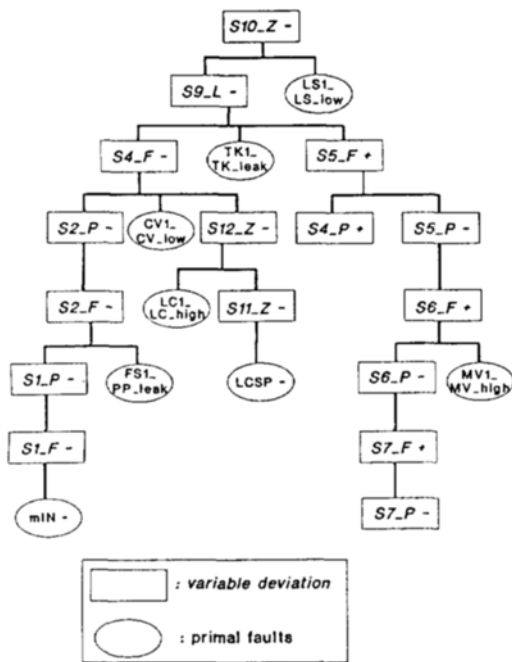 S10_Z -
S9_L -
LS1_
LS_low
S4_F -
TK1_
TK_leak
S5_F +
S2_P -
CV1_
CV_low
S12_Z -
S4_P +
S5_P -
S2_F -
LC1_
LC_high
S11_Z -
S6_F +
S1_P -
FS1_
PP_leak
LCSP -
S6_P -
MV1_
MV_high
S1_F -
S7_F +
mIN -
S7_P -
: variable deviation
: primal faults